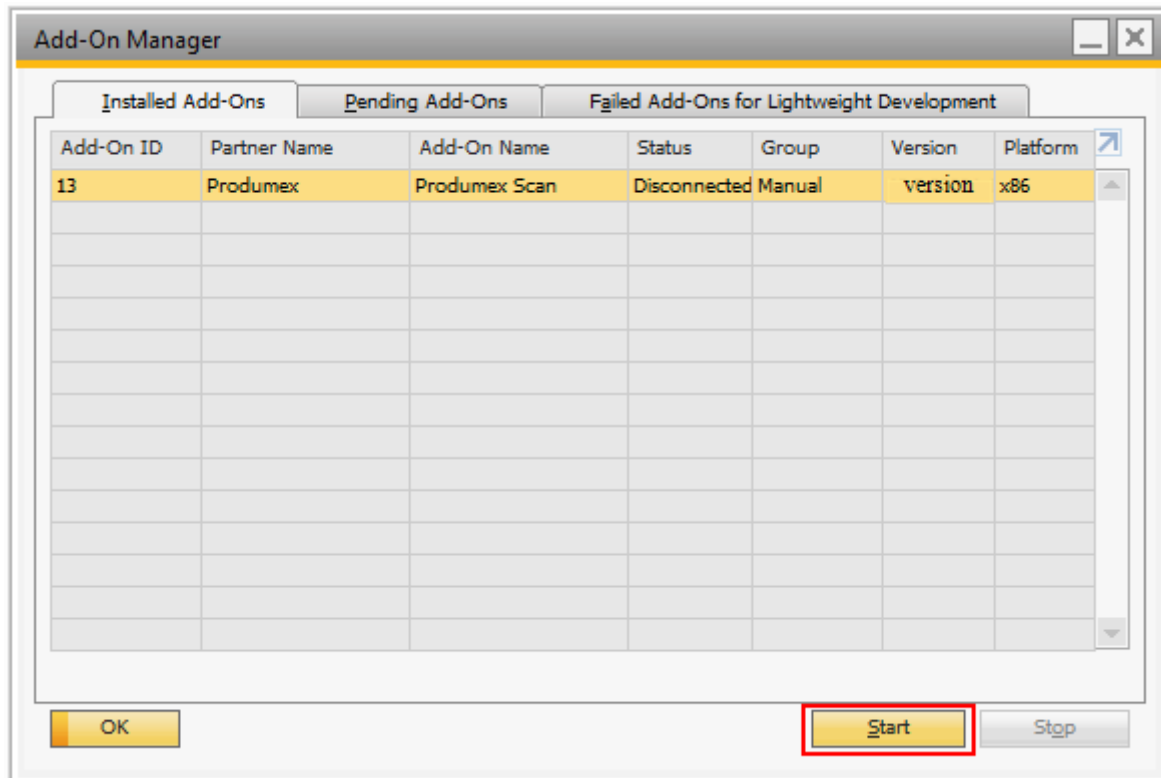 Add-On Manager
Installed Add-Ons Pending Add-Ons Failed Add-Ons for Lightweight Development
Add-On ID Partner Name Add-On Name Status Group Version Platform
13 Produmex Produmex Scan Disconnected Manual version x86
OK Start Stop